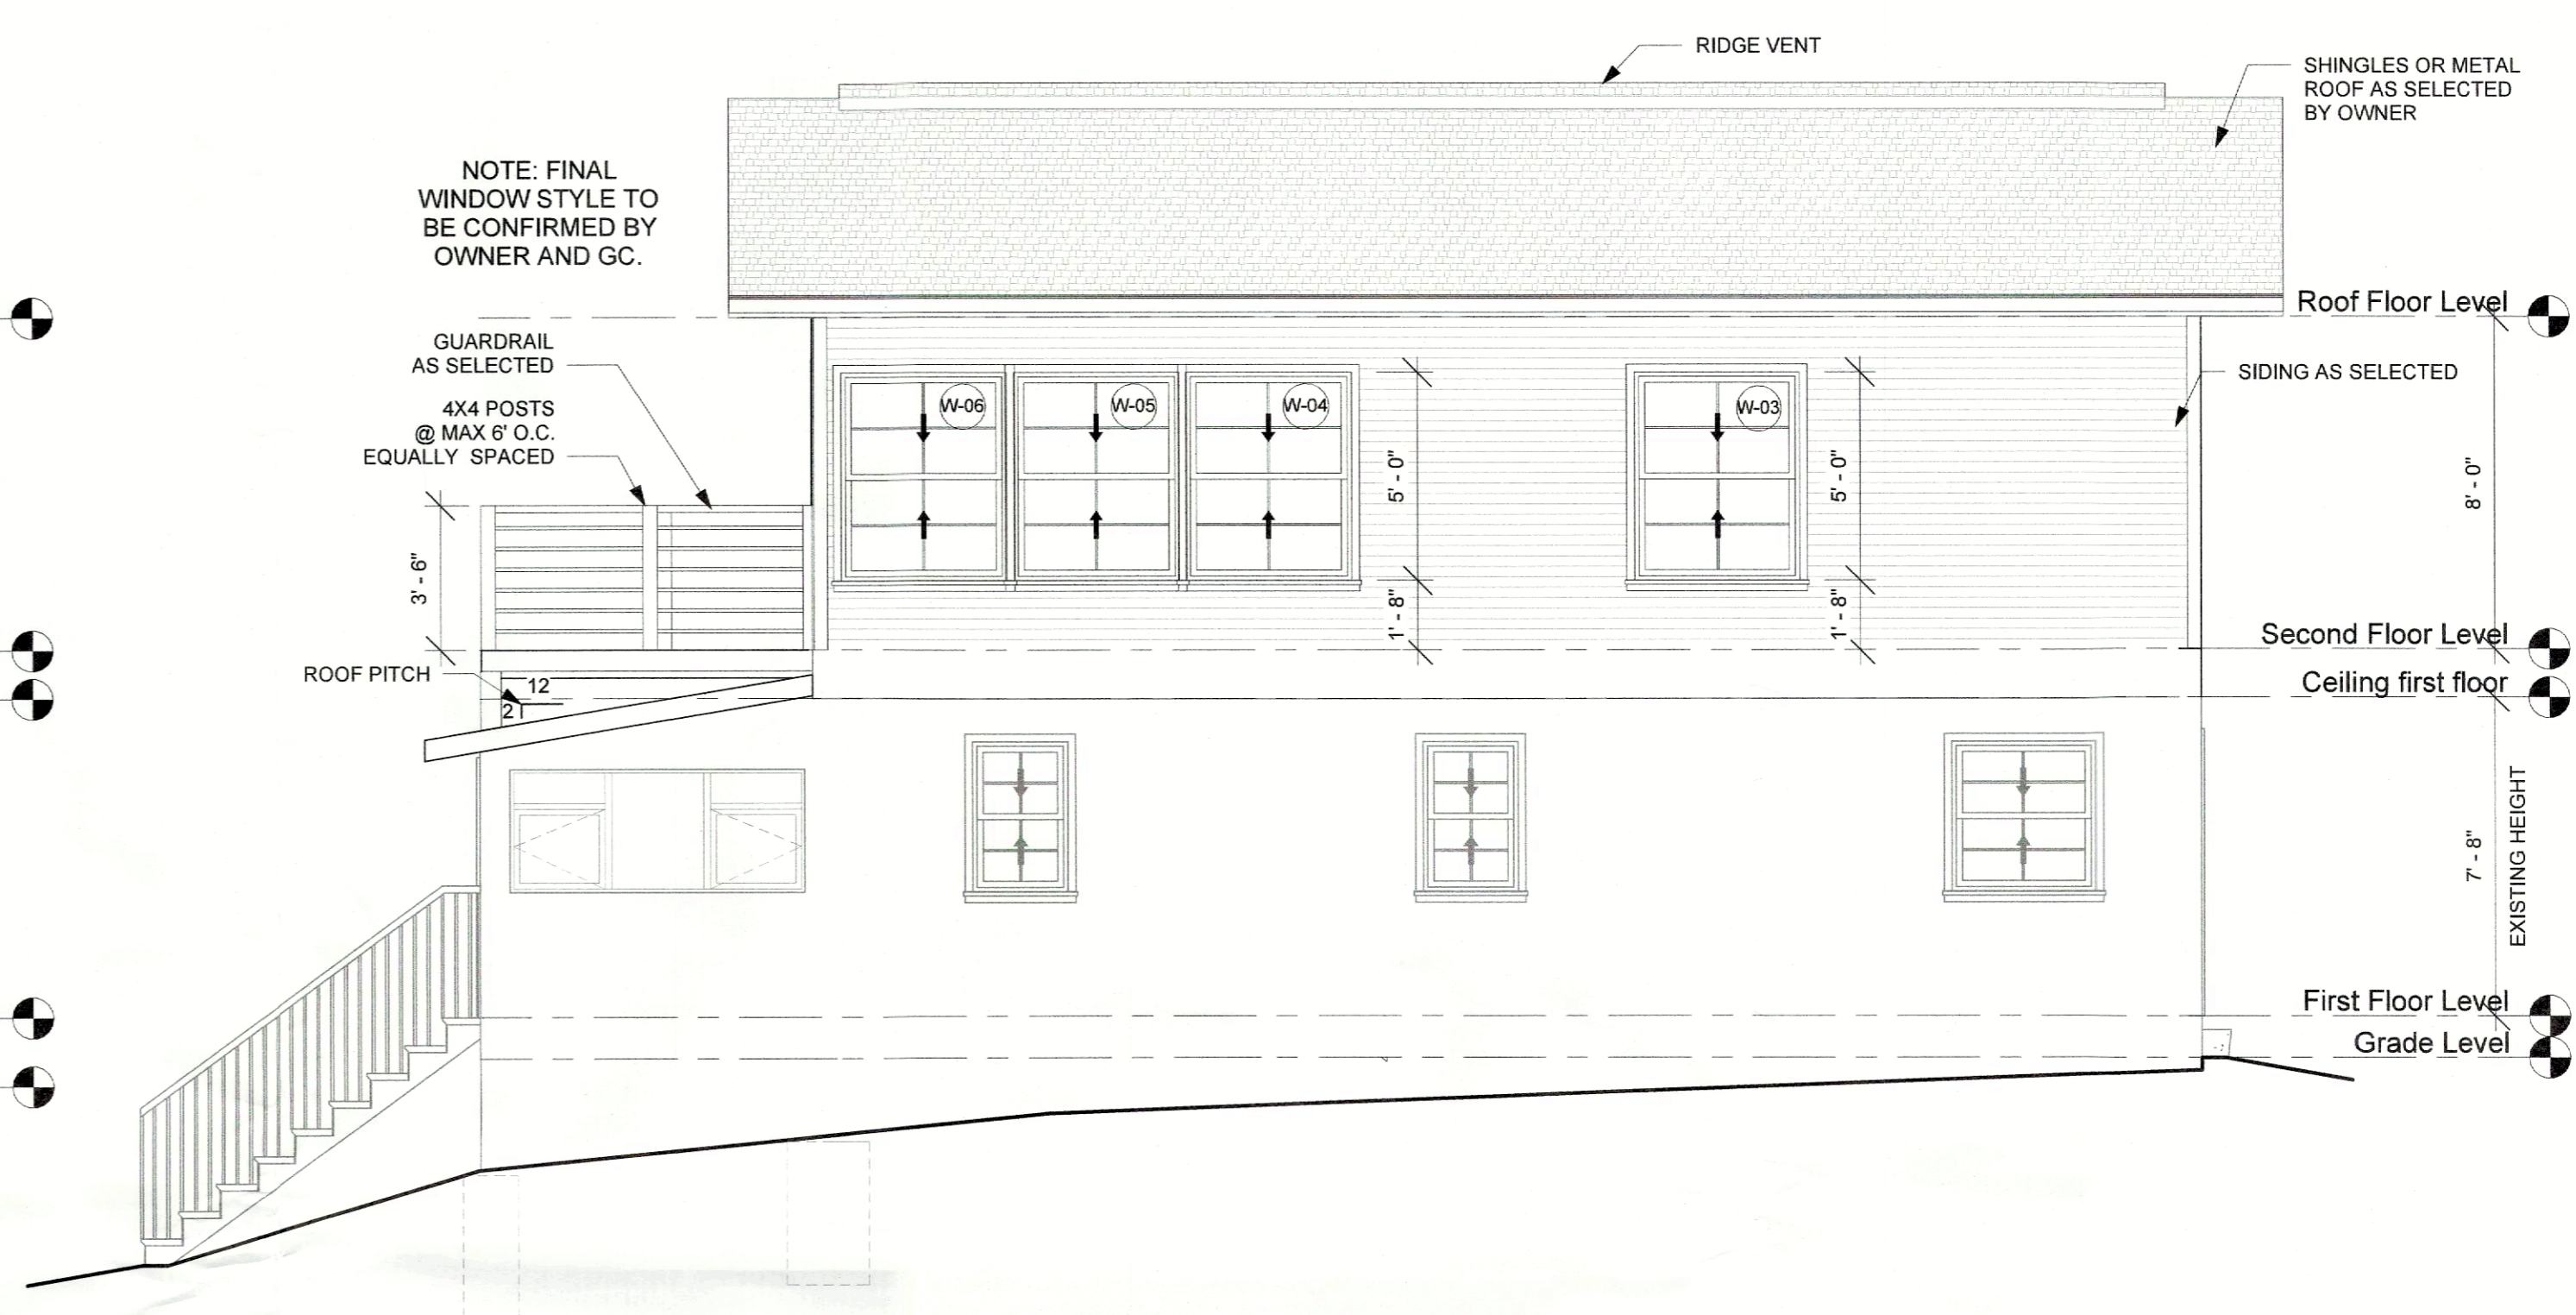 RIDGE VENT
SHINGLES OR METAL
ROOF AS SELECTED
BY OWNER
NOTE: FINAL
WINDOW STYLE TO
BE CONFIRMED BY
OWNER AND GC.
Roof Floor Level
GUARDRAIL
AS SELECTED
SIDING AS SELECTED
4X4 POSTS
@ MAX 6' O.C.
EQUALLY SPACED
W-06
W-05
W-04
W-03
5' - 0"
5' - 0"
8' - 0"
3' - 6"
1' - 8"
1' - 8"
Second Floor Level
ROOF PITCH
12
2
Ceiling first floor
7' - 8"
EXISTING HEIGHT
First Floor Level
Grade Level